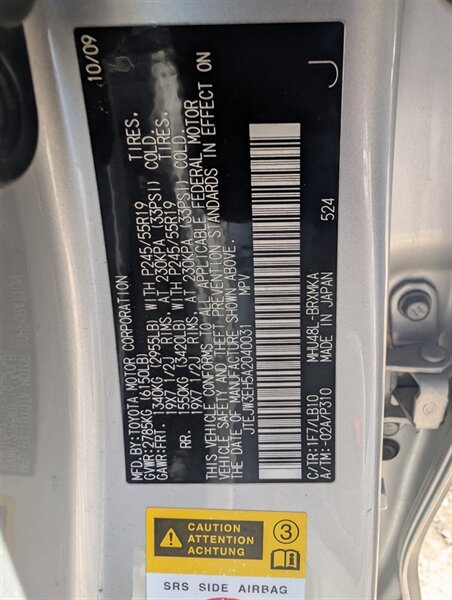 MFD.BY:TOYOTA MOTOR CORPORATION 10/09
GVWR:2785KG (6150LB)
GAWR:FRT. 1340KG (2955LB) WITH P245/55R19 TIRES,
19X7 1/2J RIMS, AT 230KPA (33PSI) COLD.
RR. 1550KG (3420LB) WITH P245/55R19 TIRES,
19X7 1/2J RIMS, AT 230KPA (33PSI) COLD.
THIS VEHICLE CONFORMS TO ALL APPLICABLE FEDERAL MOTOR
VEHICLE SAFETY AND THEFT PREVENTION STANDARDS IN EFFECT ON
THE DATE OF MANUFACTURE SHOWN ABOVE.
MPV
C/TR:1F7/LB10 MHU48L-BRXMKA 524 J
A/TM:-02A/P310 MADE IN JAPAN
CAUTION
ATTENTION
ACHTUNG
3
SRS SIDE AIRBAG